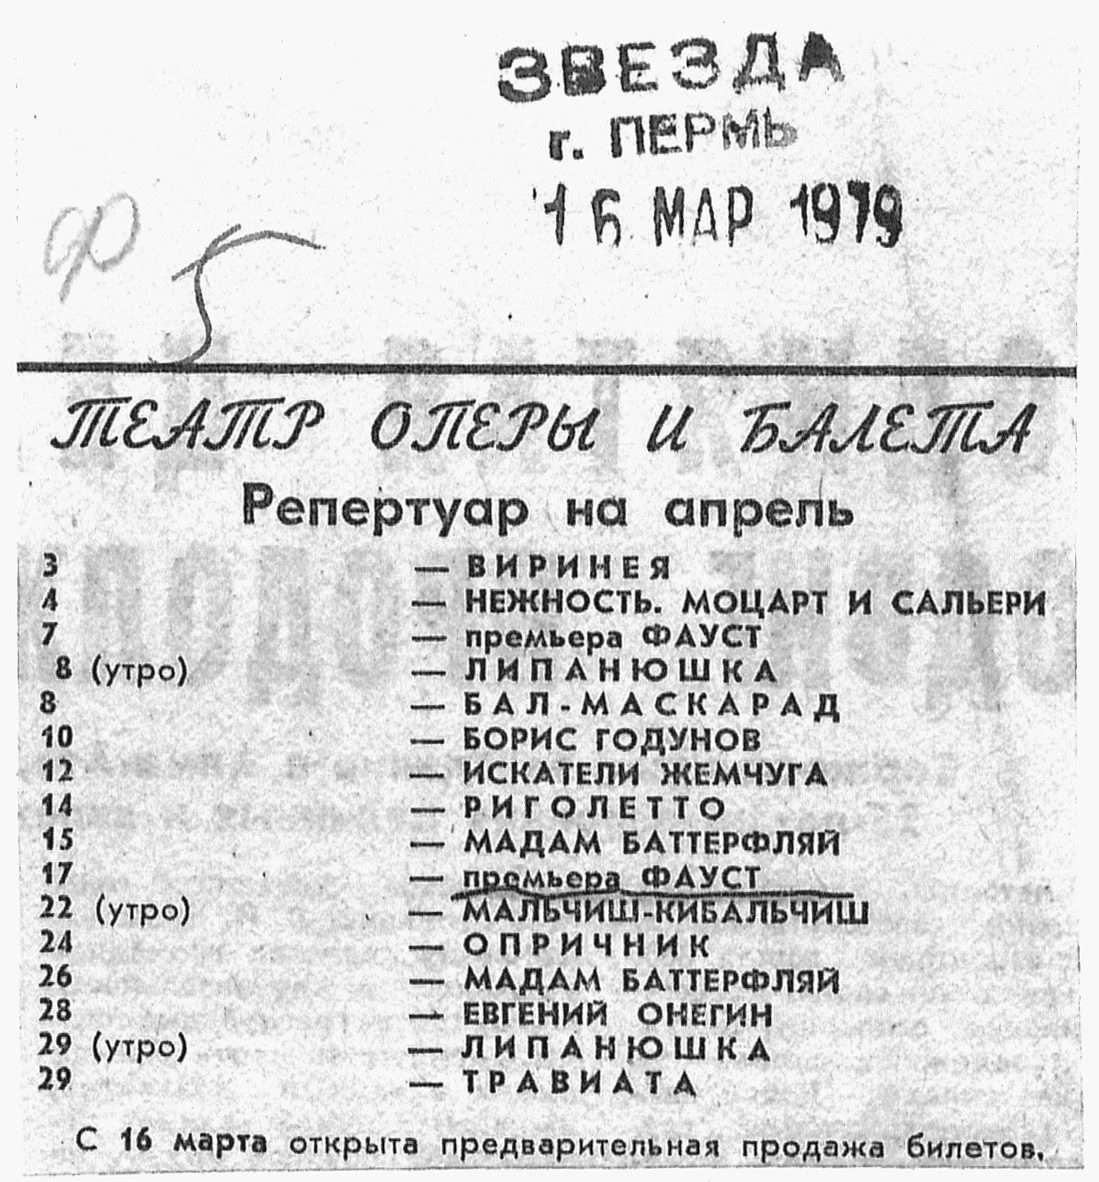 ЗВЕЗДА
г. ПЕРМЬ
16 МАР 1979
Ф 5
ТЕАТР ОПЕРЫ И БАЛЕТА
Репертуар на апрель
3 — ВИРИНЕЯ
4 — НЕЖНОСТЬ. МОЦАРТ И САЛЬЕРИ
7 — премьера ФАУСТ
8 (утро) — ЛИПАНЮШКА
8 — БАЛ-МАСКАРАД
10 — БОРИС ГОДУНОВ
12 — ИСКАТЕЛИ ЖЕМЧУГА
14 — РИГОЛЕТТО
15 — МАДАМ БАТТЕРФЛЯЙ
17 — премьера ФАУСТ
22 (утро) — МАЛЬЧИШ-КИБАЛЬЧИШ
24 — ОПРИЧНИК
26 — МАДАМ БАТТЕРФЛЯЙ
28 — ЕВГЕНИЙ ОНЕГИН
29 (утро) — ЛИПАНЮШКА
29 — ТРАВИАТА
С 16 марта открыта предварительная продажа билетов.